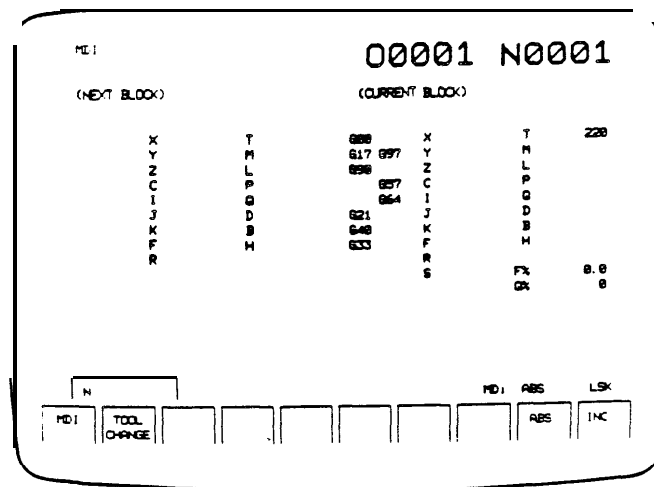 MDI
O0001 N0001
(NEXT BLOCK) (CURRENT BLOCK)
X T G00 X T 220
Y M G17 G97 Y M
Z L G90 Z L
C P G57 C P
I Q G64 I Q
J D G21 J D
K B G40 K B
F H G33 F H
R R
S F% 0.0
Q% 0
N MDI ABS LSK
MDI TOOL CHANGE ABS INC